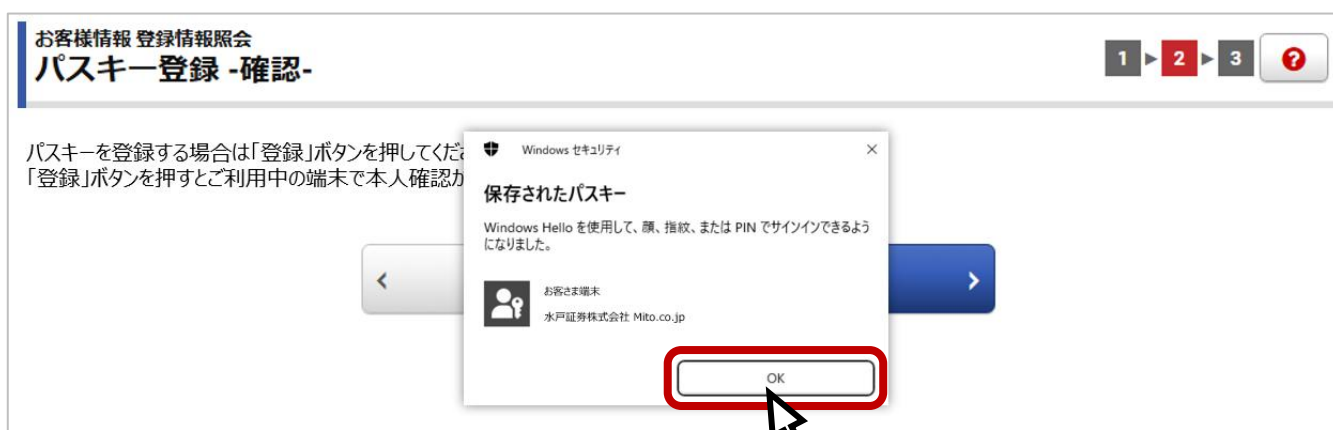 お客様情報 登録情報照会
パスキー登録 -確認-
1 ▶ 2 ▶ 3 ?
パスキーを登録する場合は「登録」ボタンを押してくだ
「登録」ボタンを押すとご利用中の端末で本人確認が
Windows セキュリティ ×
保存されたパスキー
Windows Hello を使用して、顔、指紋、または PIN でサインインできるよう
になりました。
お客さま端末
水戸証券株式会社 Mito.co.jp
< >
OK